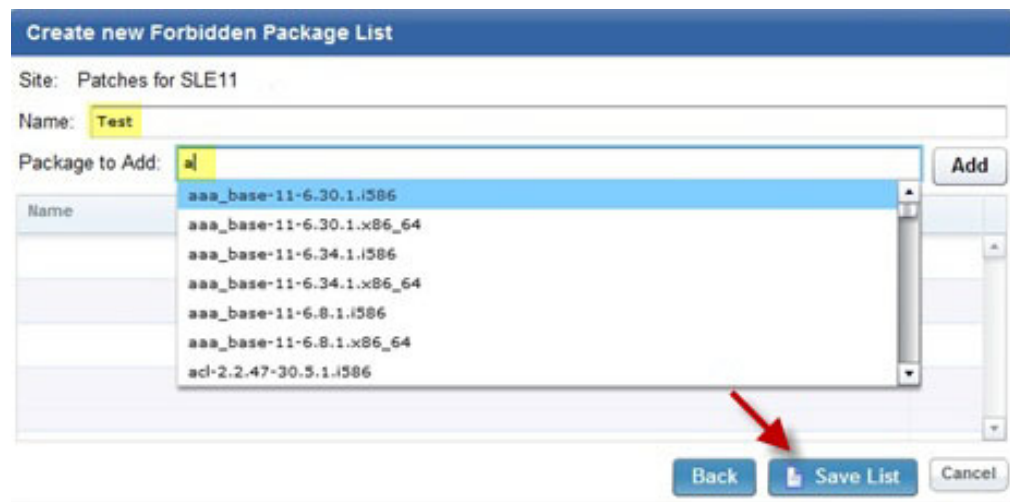 Create new Forbidden Package List
Site: Patches for SLE11
Name: Test
Package to Add: a
Add
Name
aaa_base-11-6.30.1.i586
aaa_base-11-6.30.1.x86_64
aaa_base-11-6.34.1.i586
aaa_base-11-6.34.1.x86_64
aaa_base-11-6.8.1.i586
aaa_base-11-6.8.1.x86_64
acl-2.2.47-30.5.1.i586
Back
Save List
Cancel